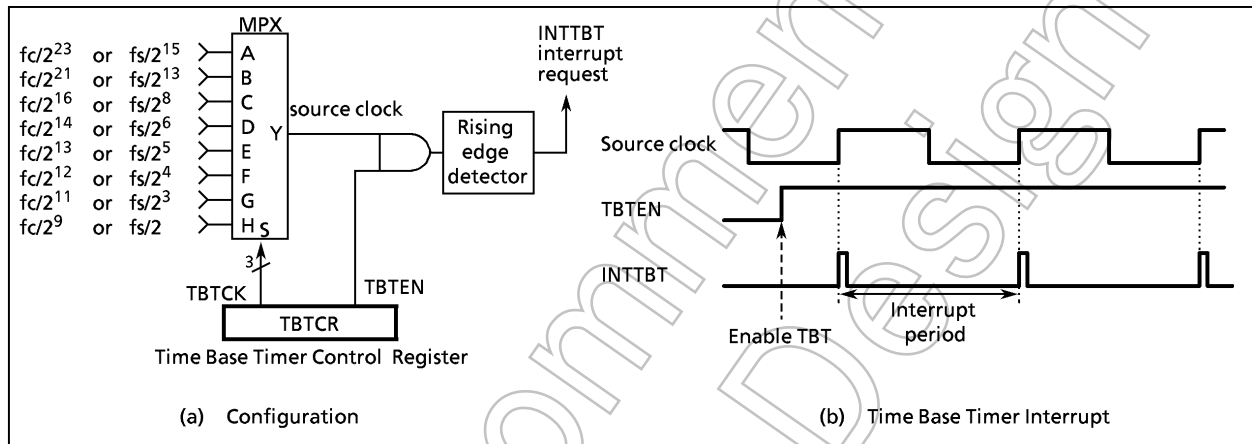 MPX
fc/2^23 or fs/2^15 A
fc/2^21 or fs/2^13 B
fc/2^16 or fs/2^8 C
fc/2^14 or fs/2^6 D
fc/2^13 or fs/2^5 E
fc/2^12 or fs/2^4 F
fc/2^11 or fs/2^3 G
fc/2^9 or fs/2 H
Y
S
source clock
Rising
edge
detector
INTTBT
interrupt
request
3
TBTCK
TBTEN
TBTCR
Time Base Timer Control Register
(a) Configuration
Source clock
TBTEN
INTTBT
Enable TBT
Interrupt
period
(b) Time Base Timer Interrupt
ommen
Design